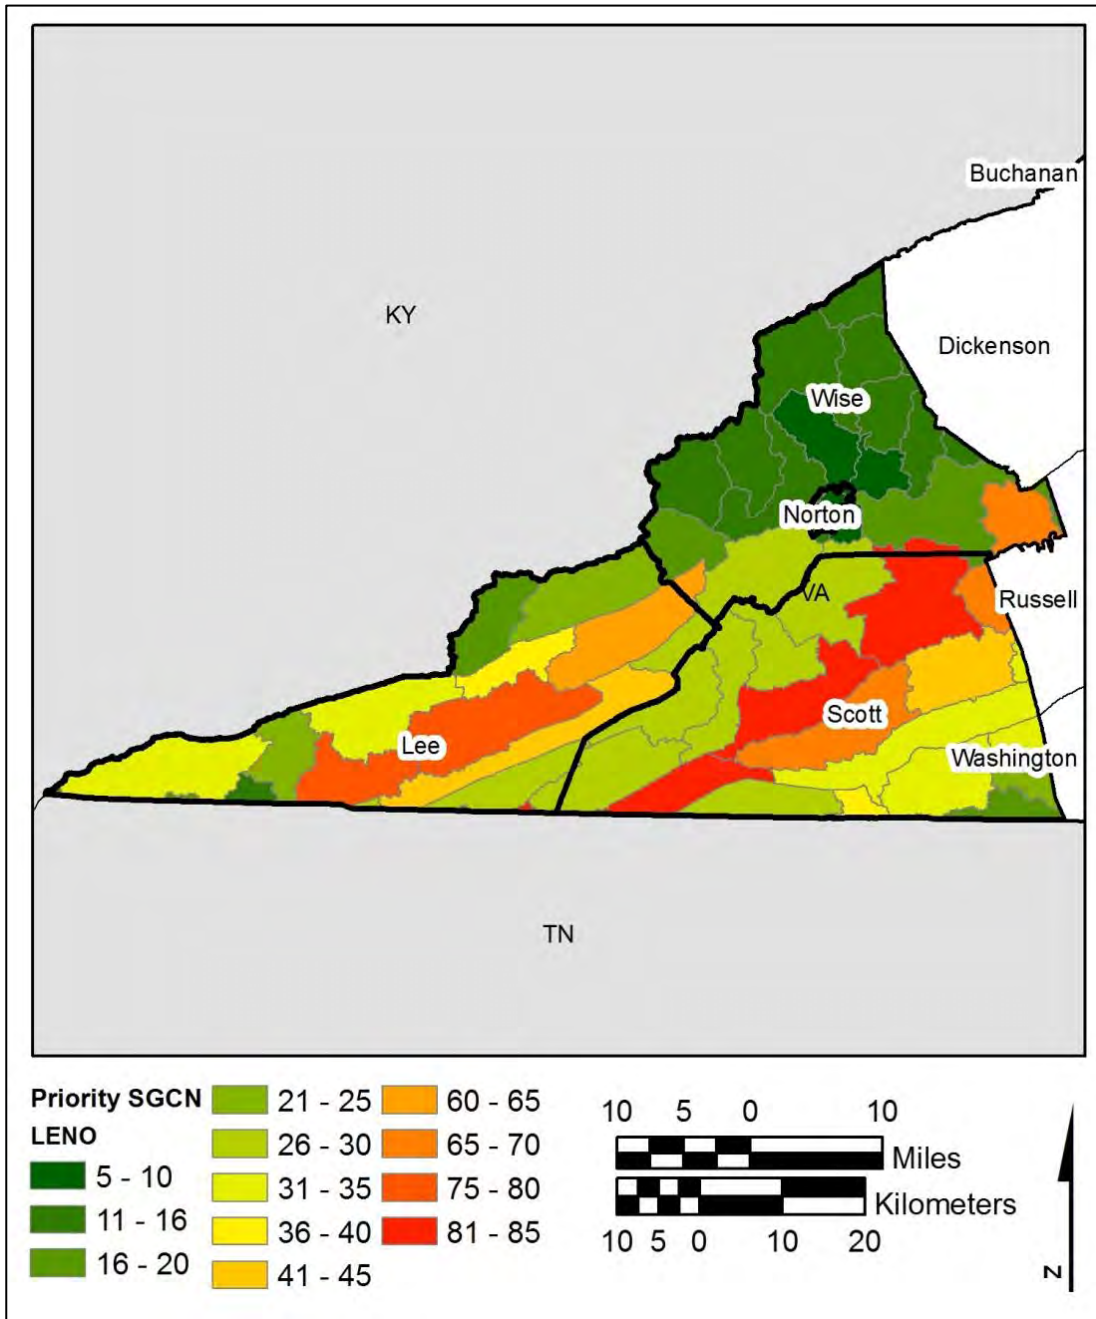 Buchanan
KY
Dickenson
Wise
Norton
VA
Russell
Scott
Lee
Washington
TN
Priority SGCN
LENO
5 - 10
11 - 16
16 - 20
21 - 25
26 - 30
31 - 35
36 - 40
41 - 45
60 - 65
65 - 70
75 - 80
81 - 85
10 5 0 10
Miles
Kilometers
10 5 0 10 20
N